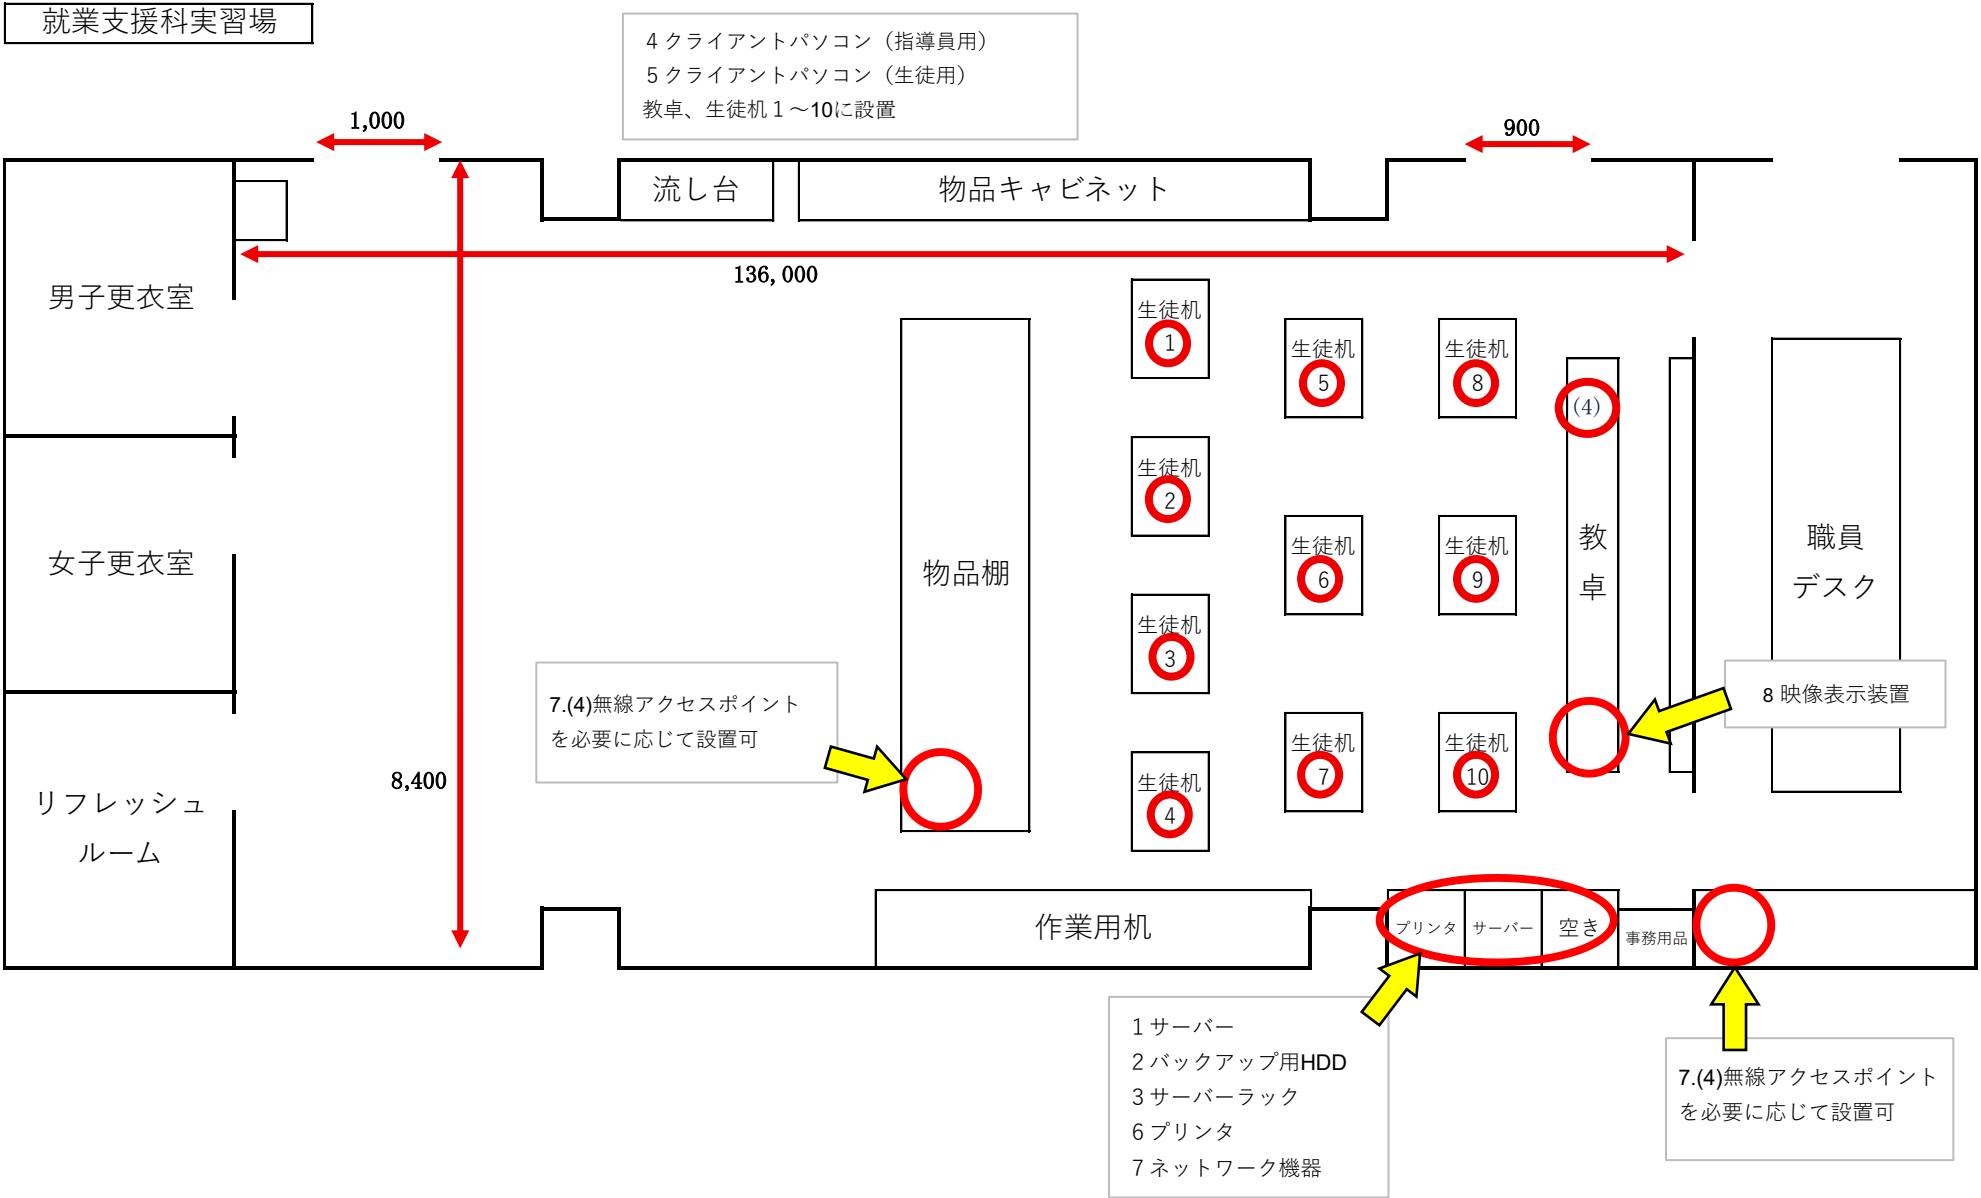 就業支援科実習場
4 クライアントパソコン（指導員用）
5 クライアントパソコン（生徒用）
教卓、生徒机１～10に設置
1,000
900
流し台
物品キャビネット
136,000
男子更衣室
女子更衣室
リフレッシュ
ルーム
8,400
物品棚
生徒机
1
生徒机
2
生徒机
3
生徒机
4
生徒机
5
生徒机
6
生徒机
7
生徒机
8
生徒机
9
生徒机
10
(4)
教
卓
職員
デスク
7.(4)無線アクセスポイント
を必要に応じて設置可
8 映像表示装置
作業用机
プリンタ
サーバー
空き
事務用品
1 サーバー
2 バックアップ用HDD
3 サーバーラック
6 プリンタ
7 ネットワーク機器
7.(4)無線アクセスポイント
を必要に応じて設置可